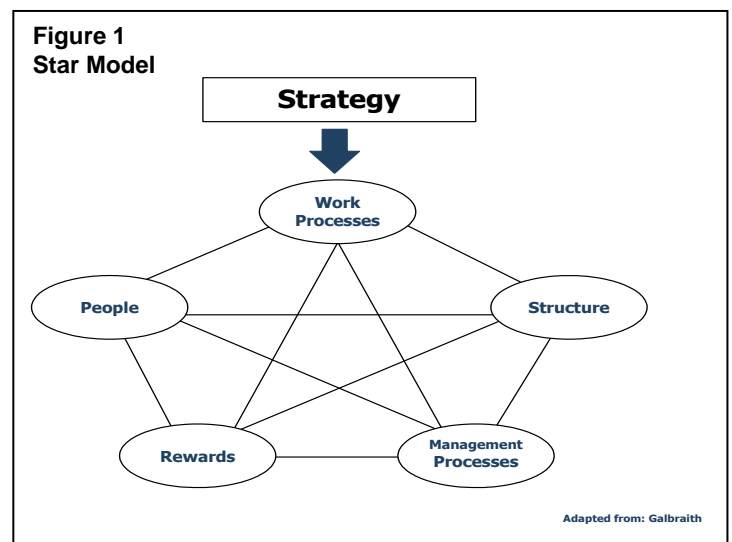 Figure 1
Star Model
Strategy
Work
Processes
People
Structure
Rewards
Management
Processes
Adapted from: Galbraith